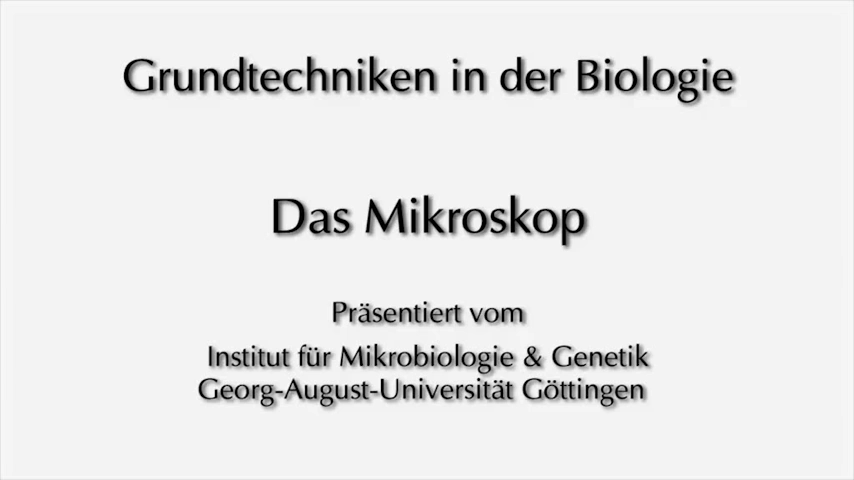 Grundtechniken in der Biologie
Das Mikroskop
Präsentiert vom
Institut für Mikrobiologie & Genetik
Georg-August-Universität Göttingen